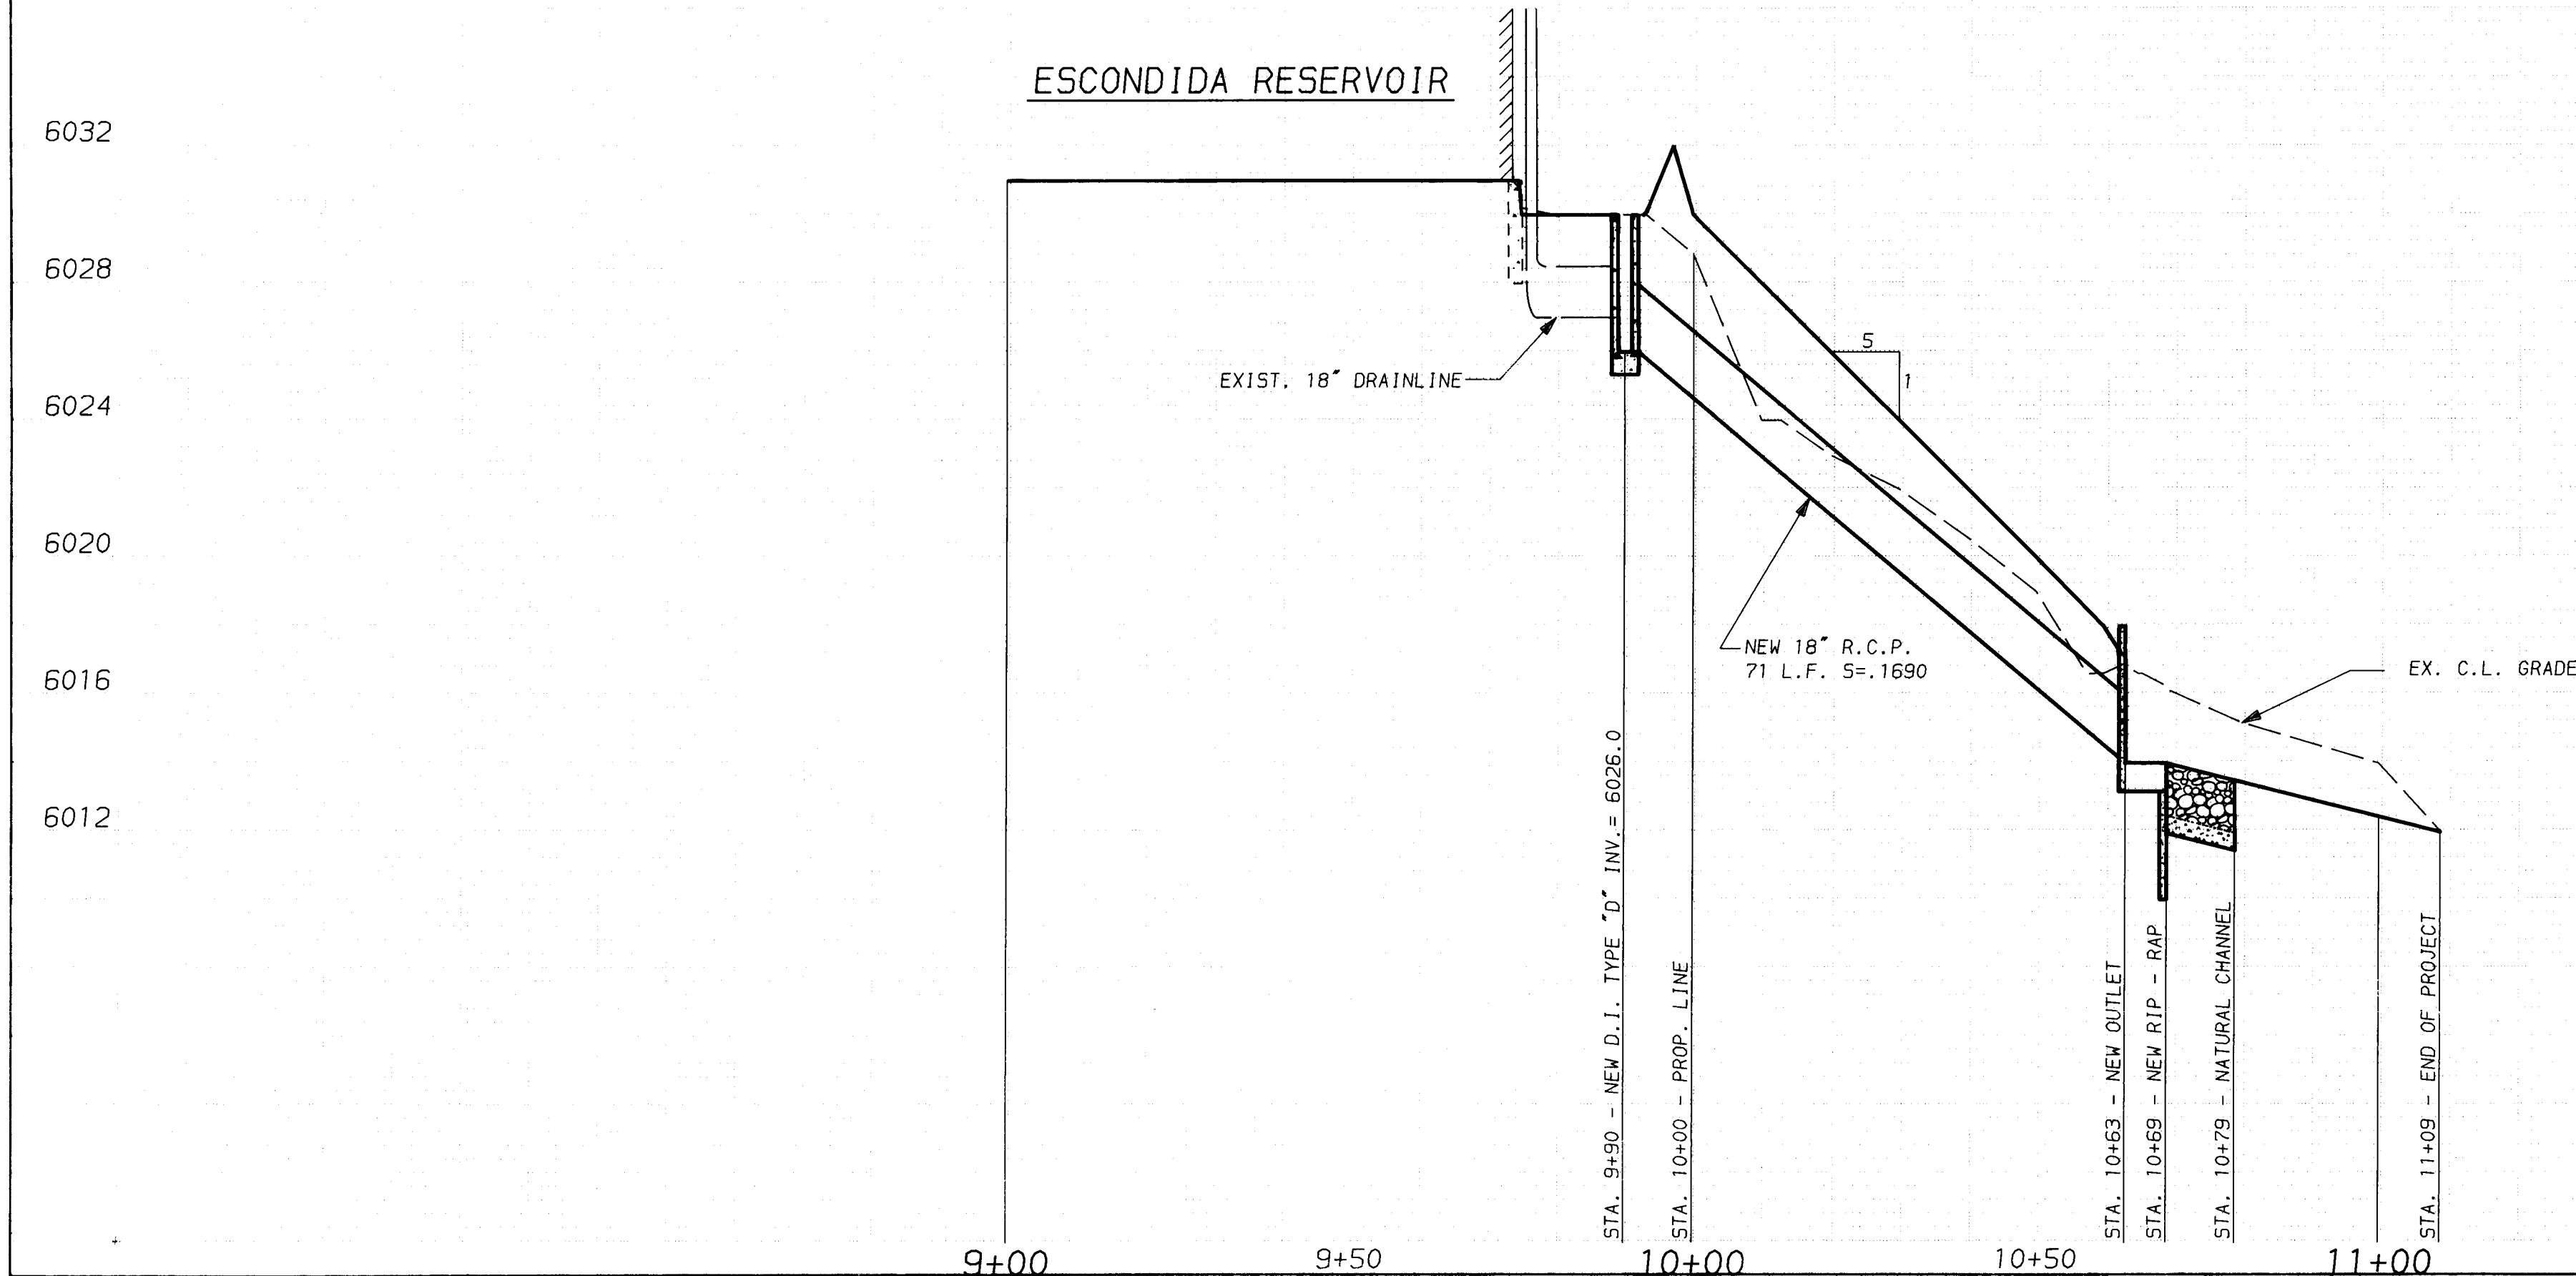 ESCONDIDA RESERVOIR
6032
6028
6024
6020
6016
6012
EXIST. 18" DRAINLINE
5
1
NEW 18" R.C.P.
71 L.F. S=.1690
EX. C.L. GRADE
STA. 9+90 - NEW D.I. TYPE "D" INV.= 6026.0
STA. 10+00 - PROP. LINE
STA. 10+63 - NEW OUTLET
STA. 10+69 - NEW RIP - RAP
STA. 10+79 - NATURAL CHANNEL
STA. 11+09 - END OF PROJECT
9+00
9+50
10+00
10+50
11+00